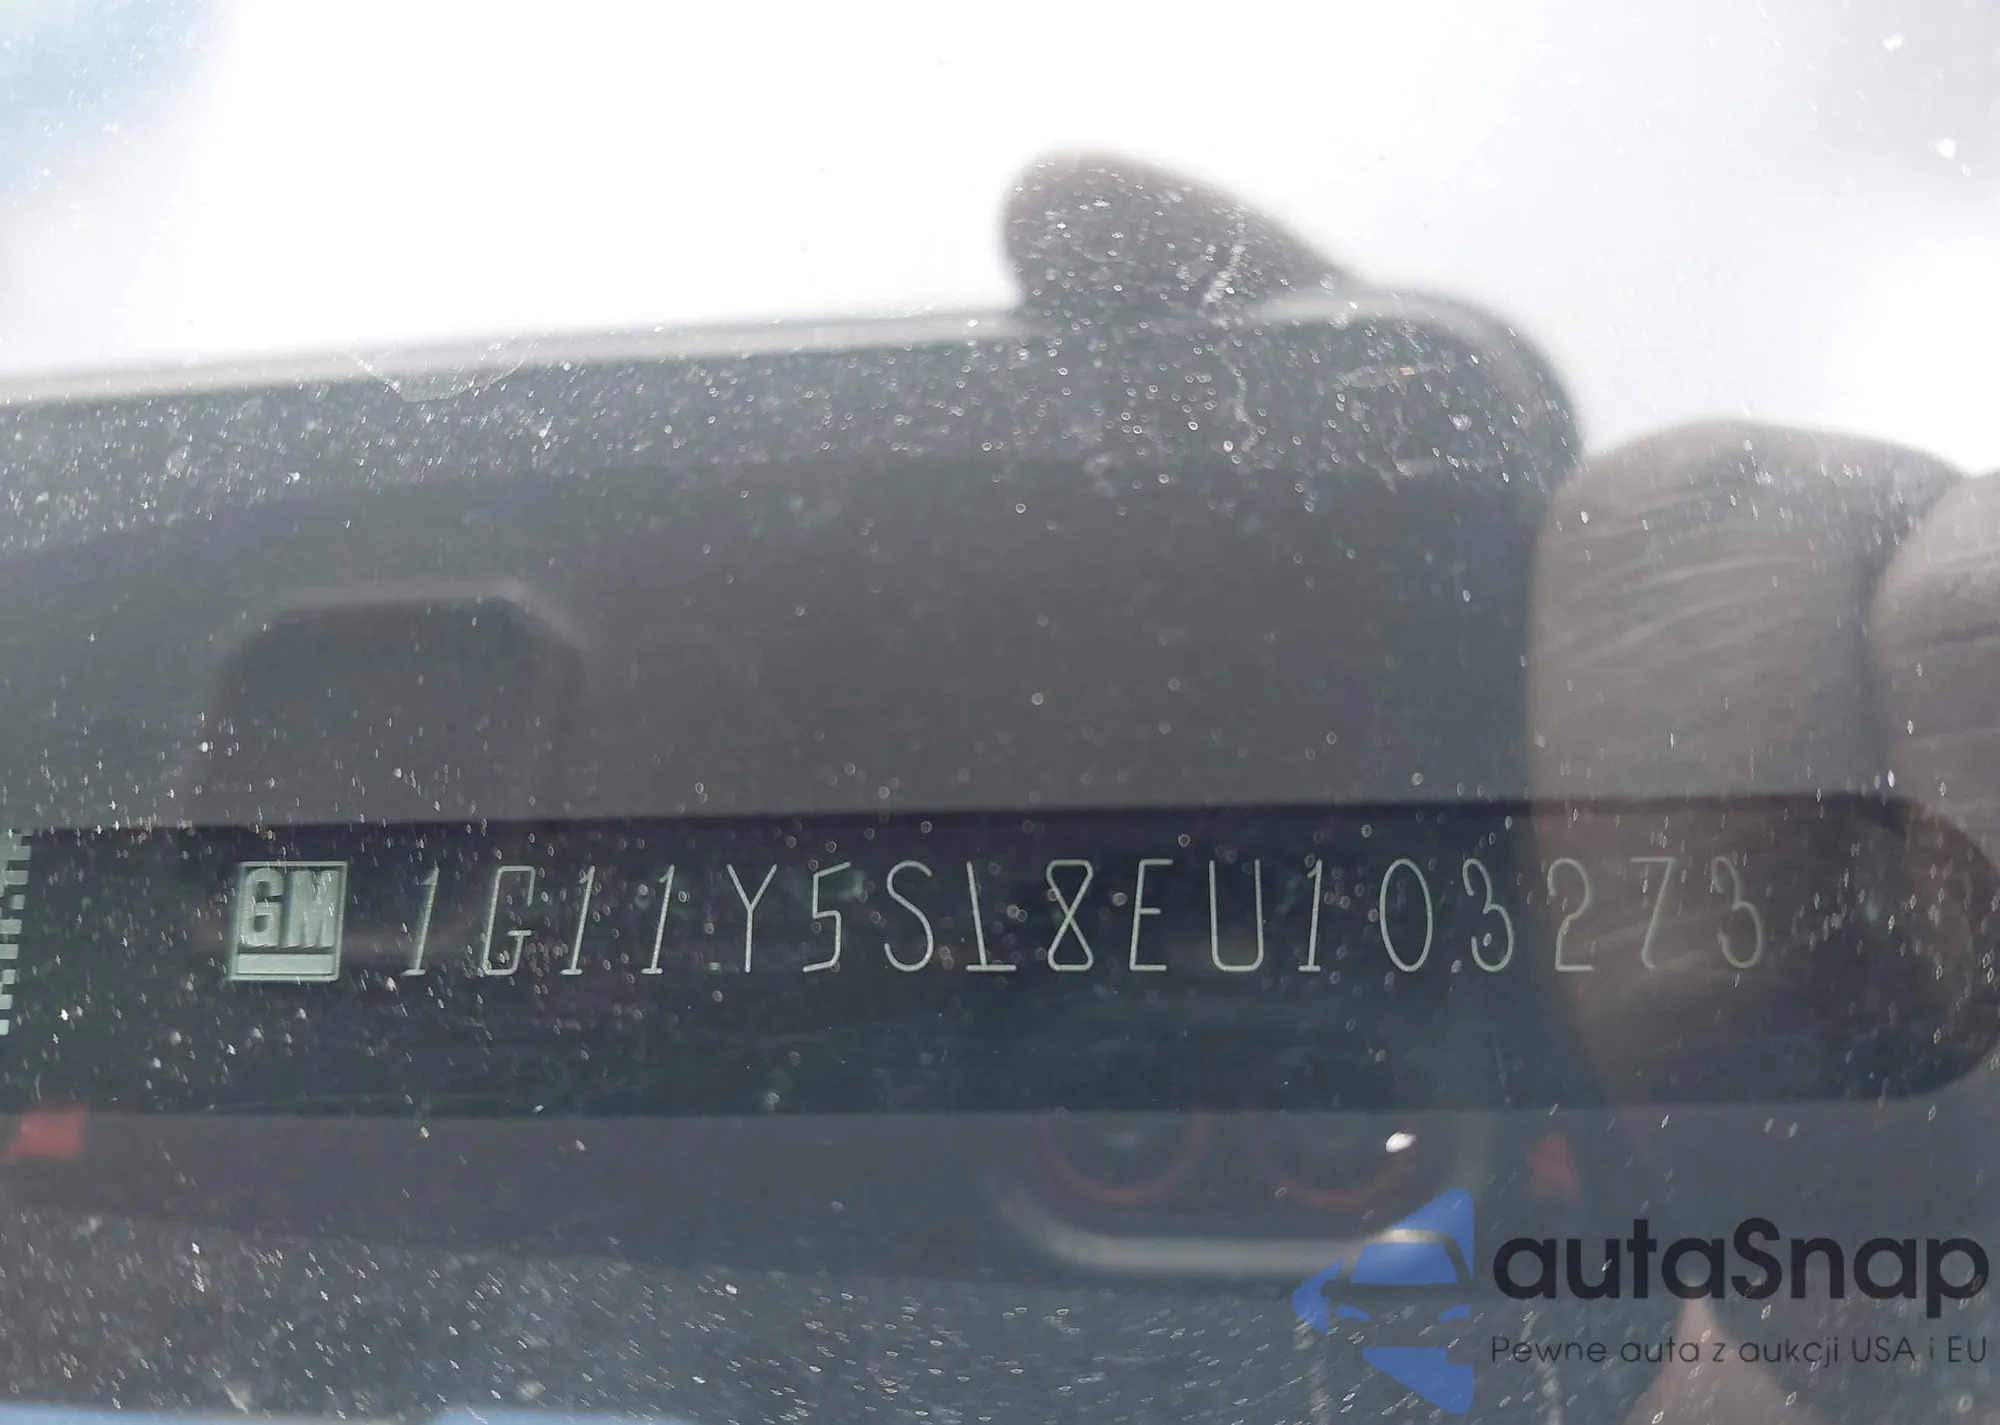 GM 1G11Y5SL8EU103273
autaSnap
Pewne auta z aukcji USA i EU